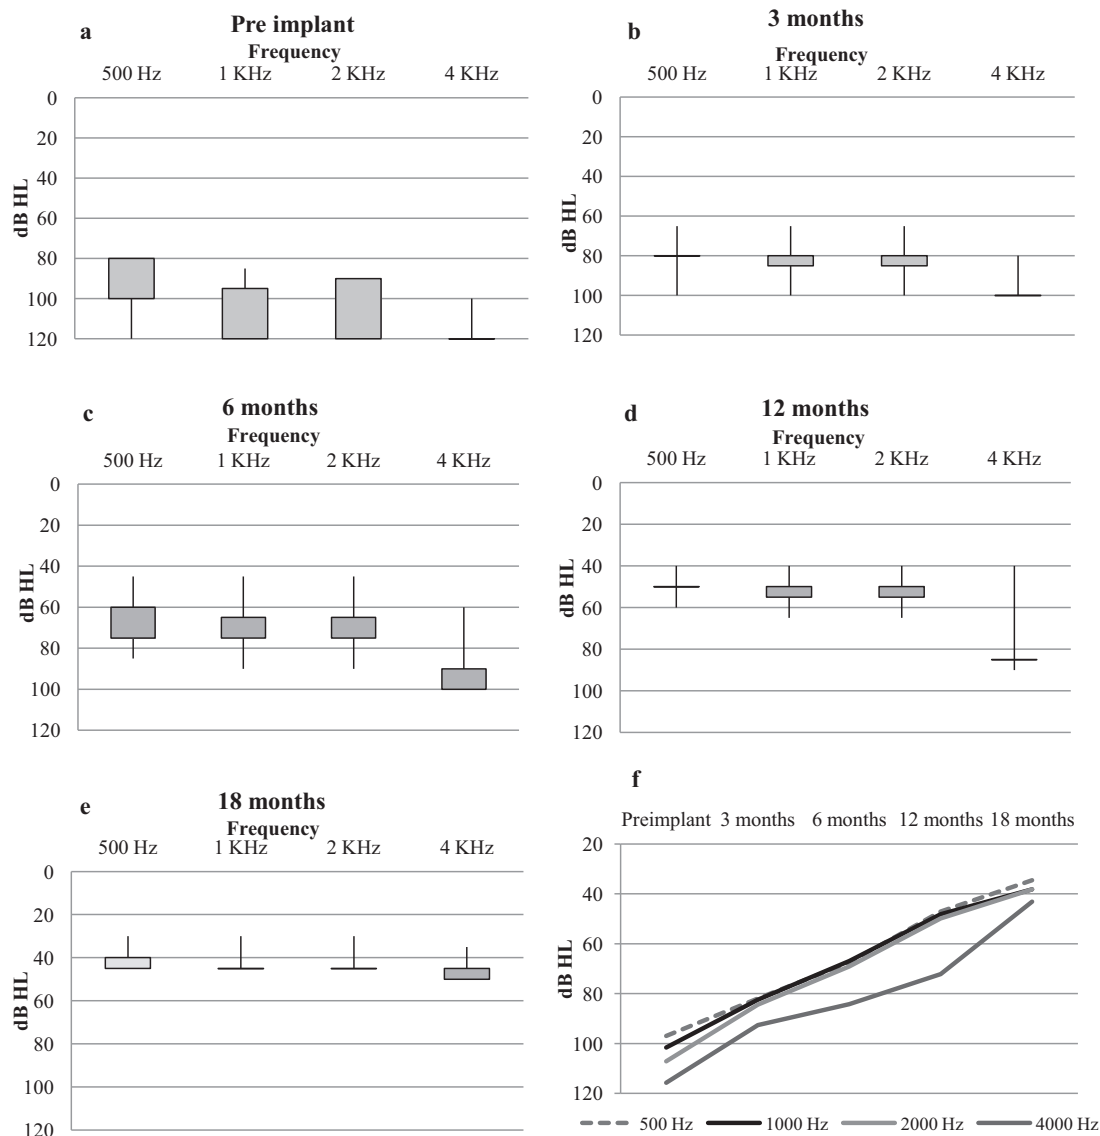 a
Pre implant
Frequency
500 Hz 1 KHz 2 KHz 4 KHz
0
20
40
60
80
100
120
dB HL
b
3 months
Frequency
500 Hz 1 KHz 2 KHz 4 KHz
0
20
40
60
80
100
120
dB HL
c
6 months
Frequency
500 Hz 1 KHz 2 KHz 4 KHz
0
20
40
60
80
100
120
dB HL
d
12 months
Frequency
500 Hz 1 KHz 2 KHz 4 KHz
0
20
40
60
80
100
120
dB HL
e
18 months
Frequency
500 Hz 1 KHz 2 KHz 4 KHz
0
20
40
60
80
100
120
dB HL
f
Preimplant 3 months 6 months 12 months 18 months
20
40
60
80
100
120
dB HL
500 Hz 1000 Hz 2000 Hz 4000 Hz